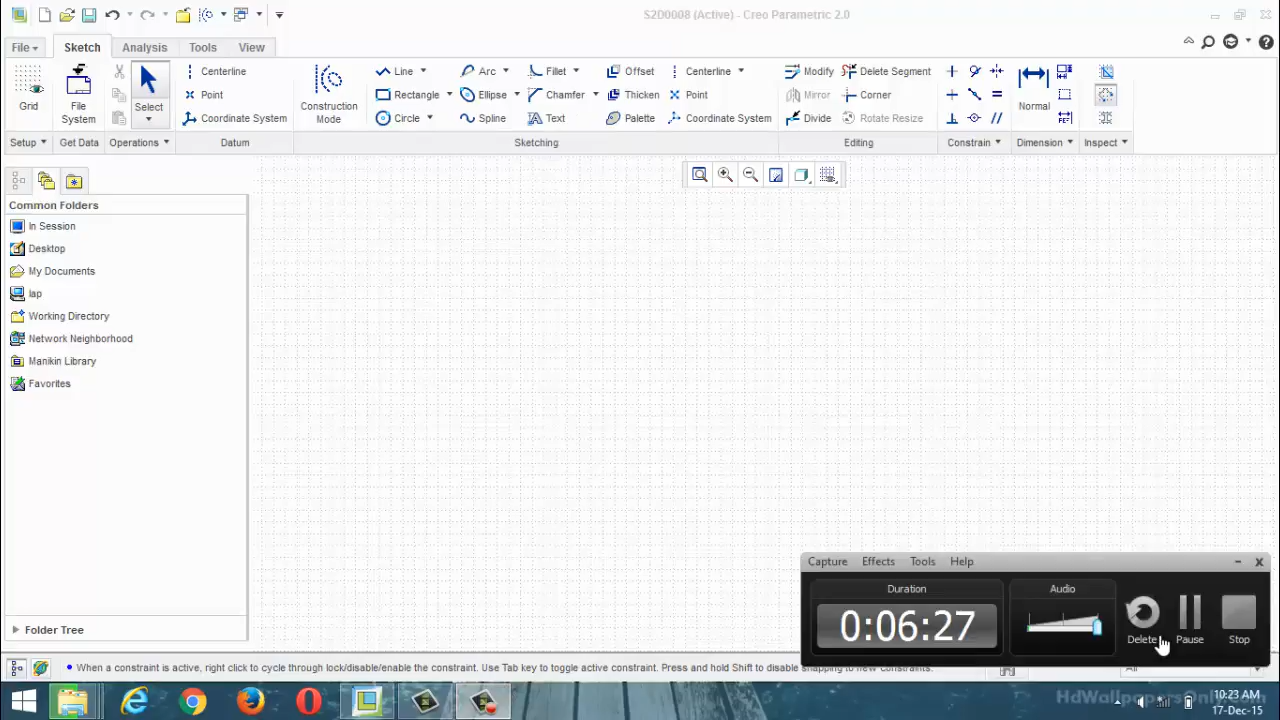 S2D0008 (Active) - Creo Parametric 2.0
File Sketch Analysis Tools View
Grid
Setup
File System
Get Data
Select
Operations
Centerline
Point
Coordinate System
Datum
Construction Mode
Line Arc Fillet Offset Centerline
Rectangle Ellipse Chamfer Thicken Point
Circle Spline Text Palette Coordinate System
Sketching
Modify Delete Segment
Mirror Corner
Divide Rotate Resize
Editing
Constrain
Normal
Dimension
Inspect
Common Folders
In Session
Desktop
My Documents
lap
Working Directory
Network Neighborhood
Manikin Library
Favorites
Folder Tree
Capture Effects Tools Help
Duration
0:06:27
Audio
Delete Pause Stop
When a constraint is active, right click to cycle through lock/disable/enable the constraint. Use Tab key to toggle active constraint. Press and hold Shift to disable snapping to new constraints.
All
HdWallpapersOnly.com
10:23 AM
17-Dec-15